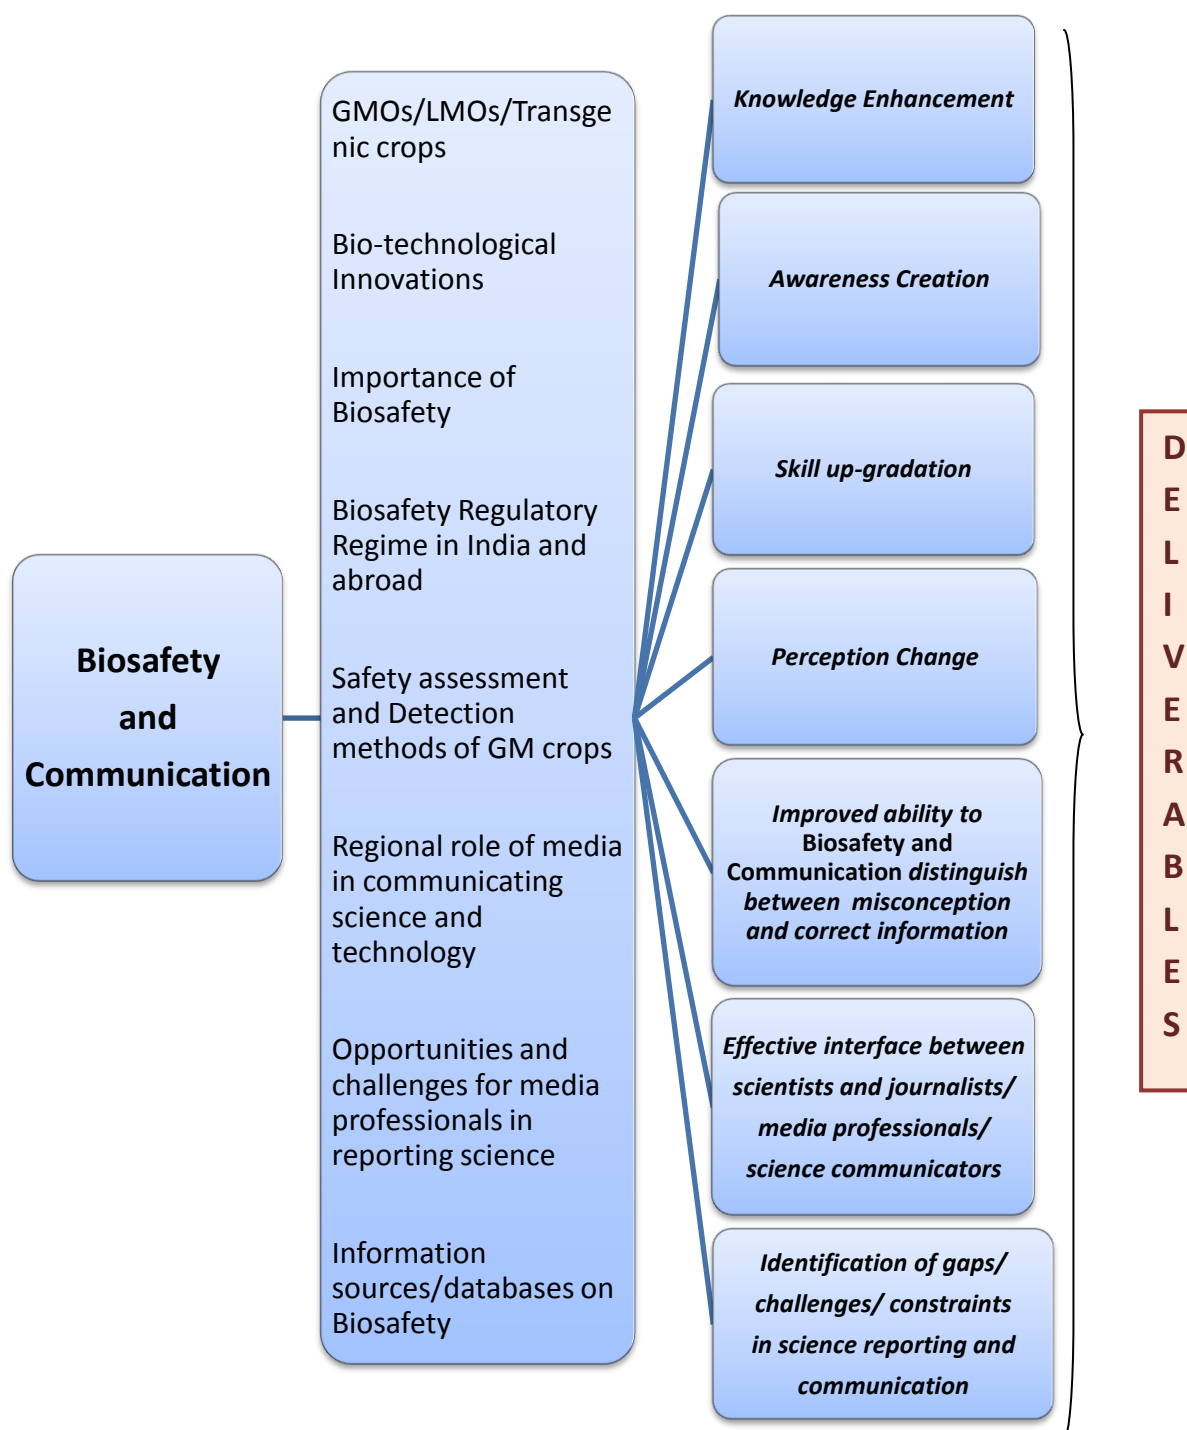 Biosafety
and
Communication
GMOs/LMOs/Transge
nic crops
Bio-technological
Innovations
Importance of
Biosafety
Biosafety Regulatory
Regime in India and
abroad
Safety assessment
and Detection
methods of GM crops
Regional role of media
in communicating
science and
technology
Opportunities and
challenges for media
professionals in
reporting science
Information
sources/databases on
Biosafety
Knowledge Enhancement
Awareness Creation
Skill up-gradation
Perception Change
Improved ability to
Biosafety and
Communication distinguish
between misconception
and correct information
Effective interface between
scientists and journalists/
media professionals/
science communicators
Identification of gaps/
challenges/ constraints
in science reporting and
communication
D
E
L
I
V
E
R
A
B
L
E
S